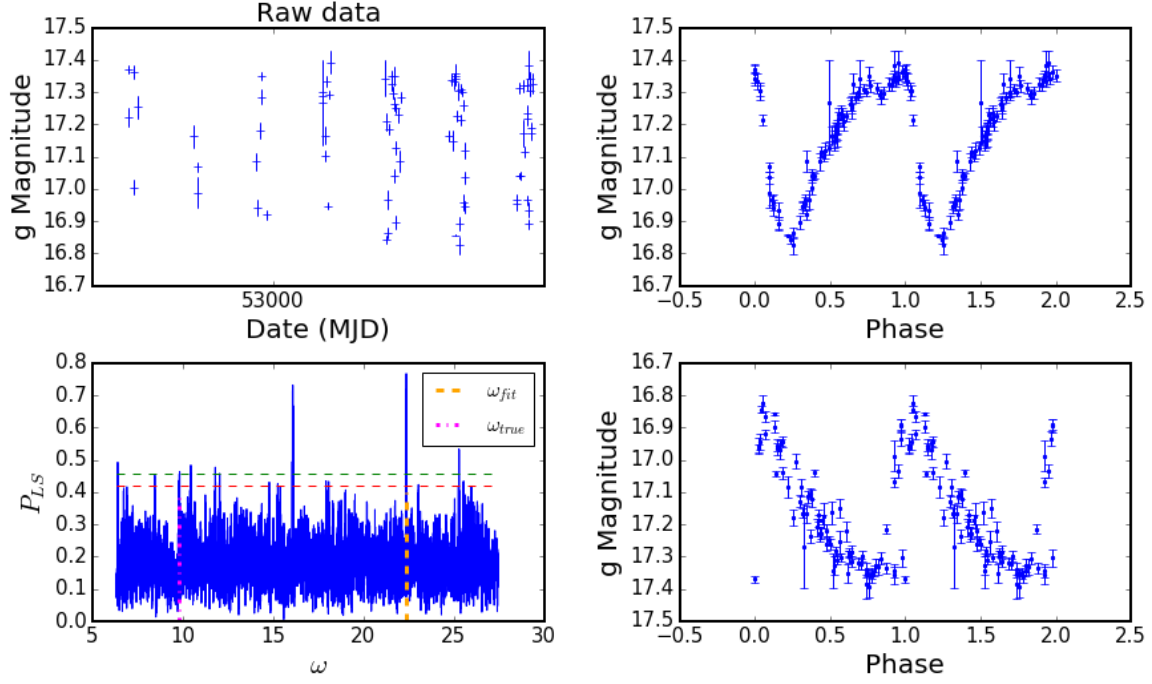 Raw data
g Magnitude
17.5
17.4
17.3
17.2
17.1
17.0
16.9
16.8
16.7
53000
Date (MJD)
g Magnitude
17.5
17.4
17.3
17.2
17.1
17.0
16.9
16.8
16.7
−0.5 0.0 0.5 1.0 1.5 2.0 2.5
Phase
P_LS
0.8
0.7
0.6
0.5
0.4
0.3
0.2
0.1
0.0
5 10 15 20 25 30
ω
ω_fit
ω_true
g Magnitude
16.7
16.8
16.9
17.0
17.1
17.2
17.3
17.4
17.5
−0.5 0.0 0.5 1.0 1.5 2.0 2.5
Phase